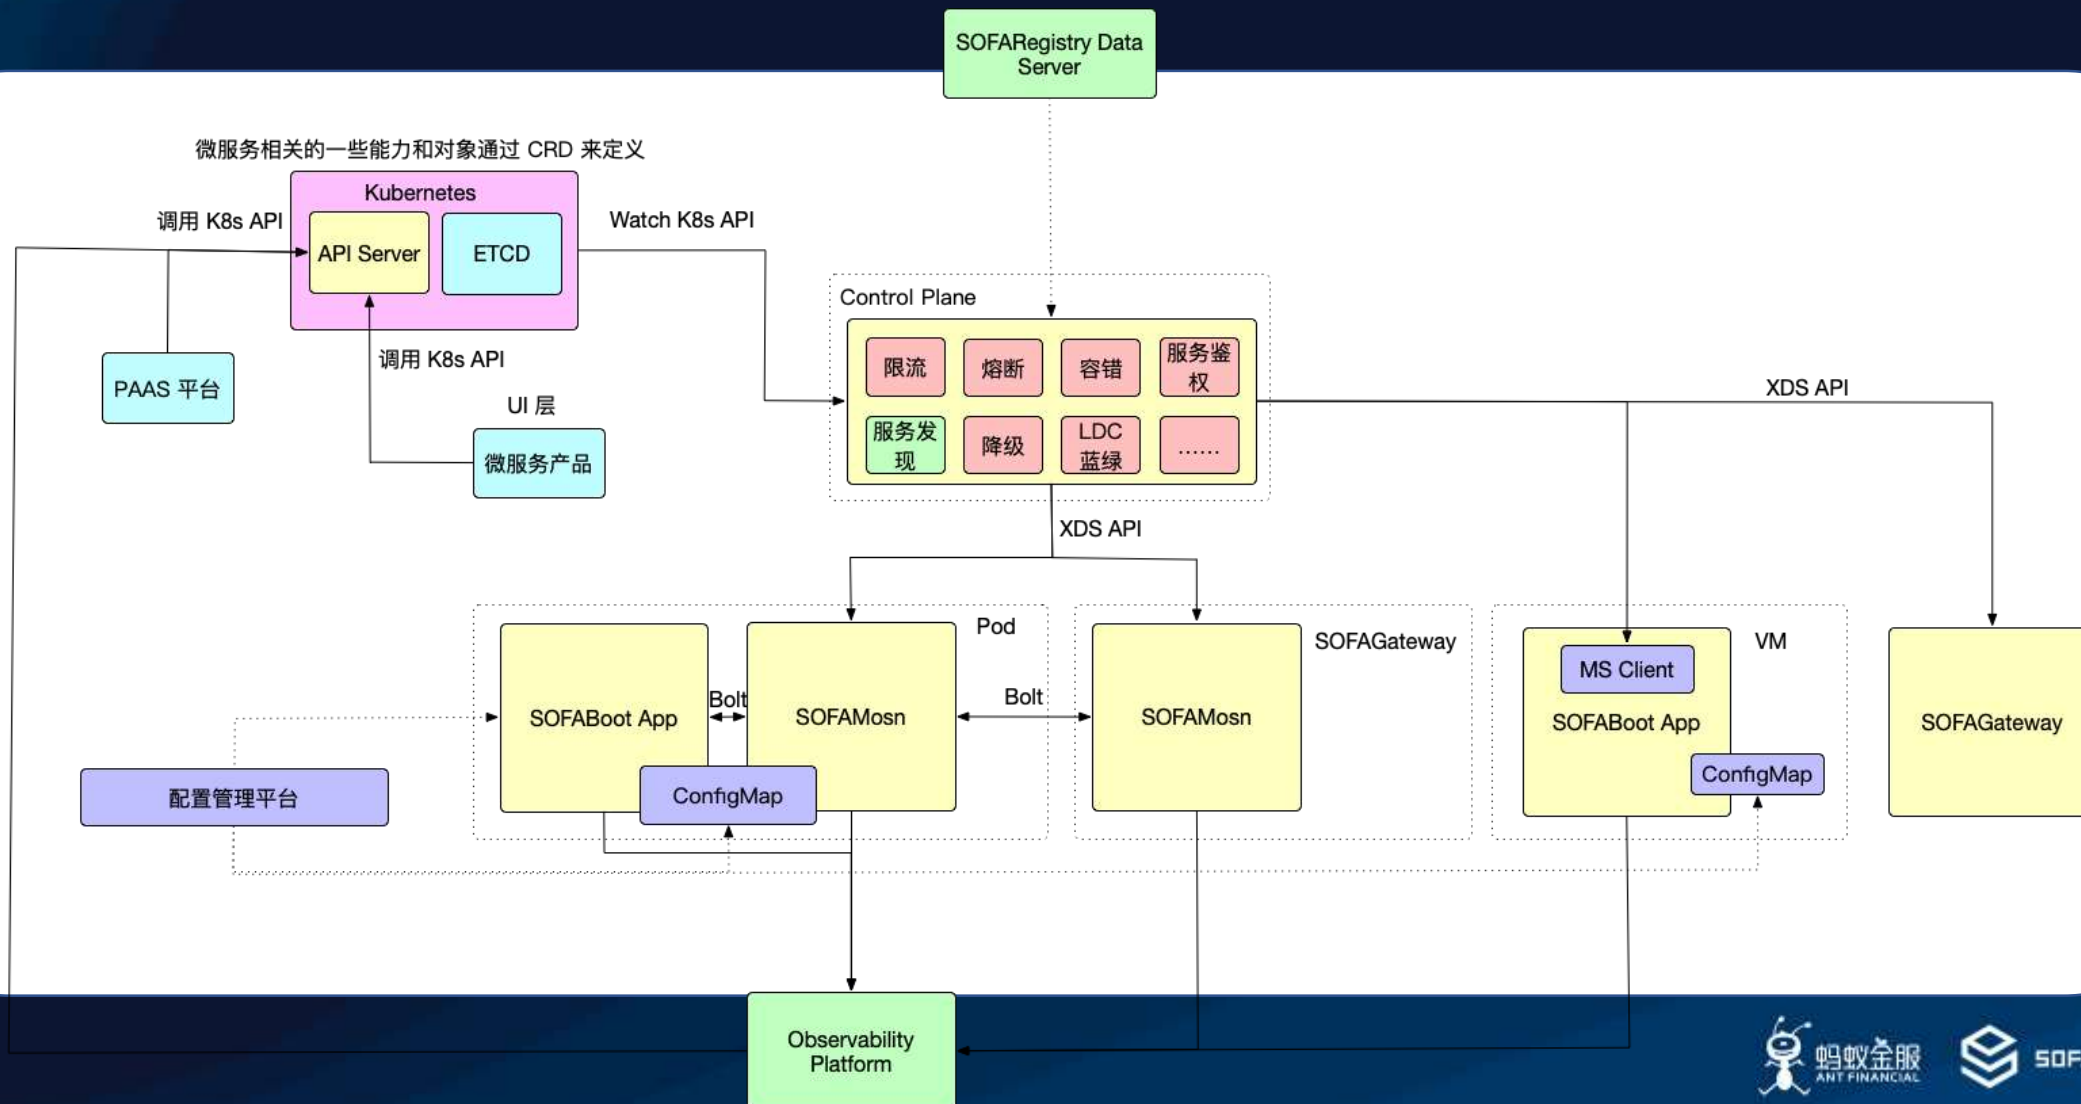 SOFARegistry Data
Server
微服务相关的一些能力和对象通过 CRD 来定义
Kubernetes
调用 K8s API
API Server
ETCD
Watch K8s API
调用 K8s API
PAAS 平台
UI 层
微服务产品
Control Plane
限流
熔断
容错
服务鉴
权
服务发
现
降级
LDC
蓝绿
……
XDS API
XDS API
Pod
SOFABoot App
Bolt
SOFAMosn
ConfigMap
Bolt
SOFAMosn
SOFAGateway
VM
MS Client
SOFABoot App
ConfigMap
SOFAGateway
配置管理平台
Observability
Platform
蚂蚁金服
ANT FINANCIAL
SOF